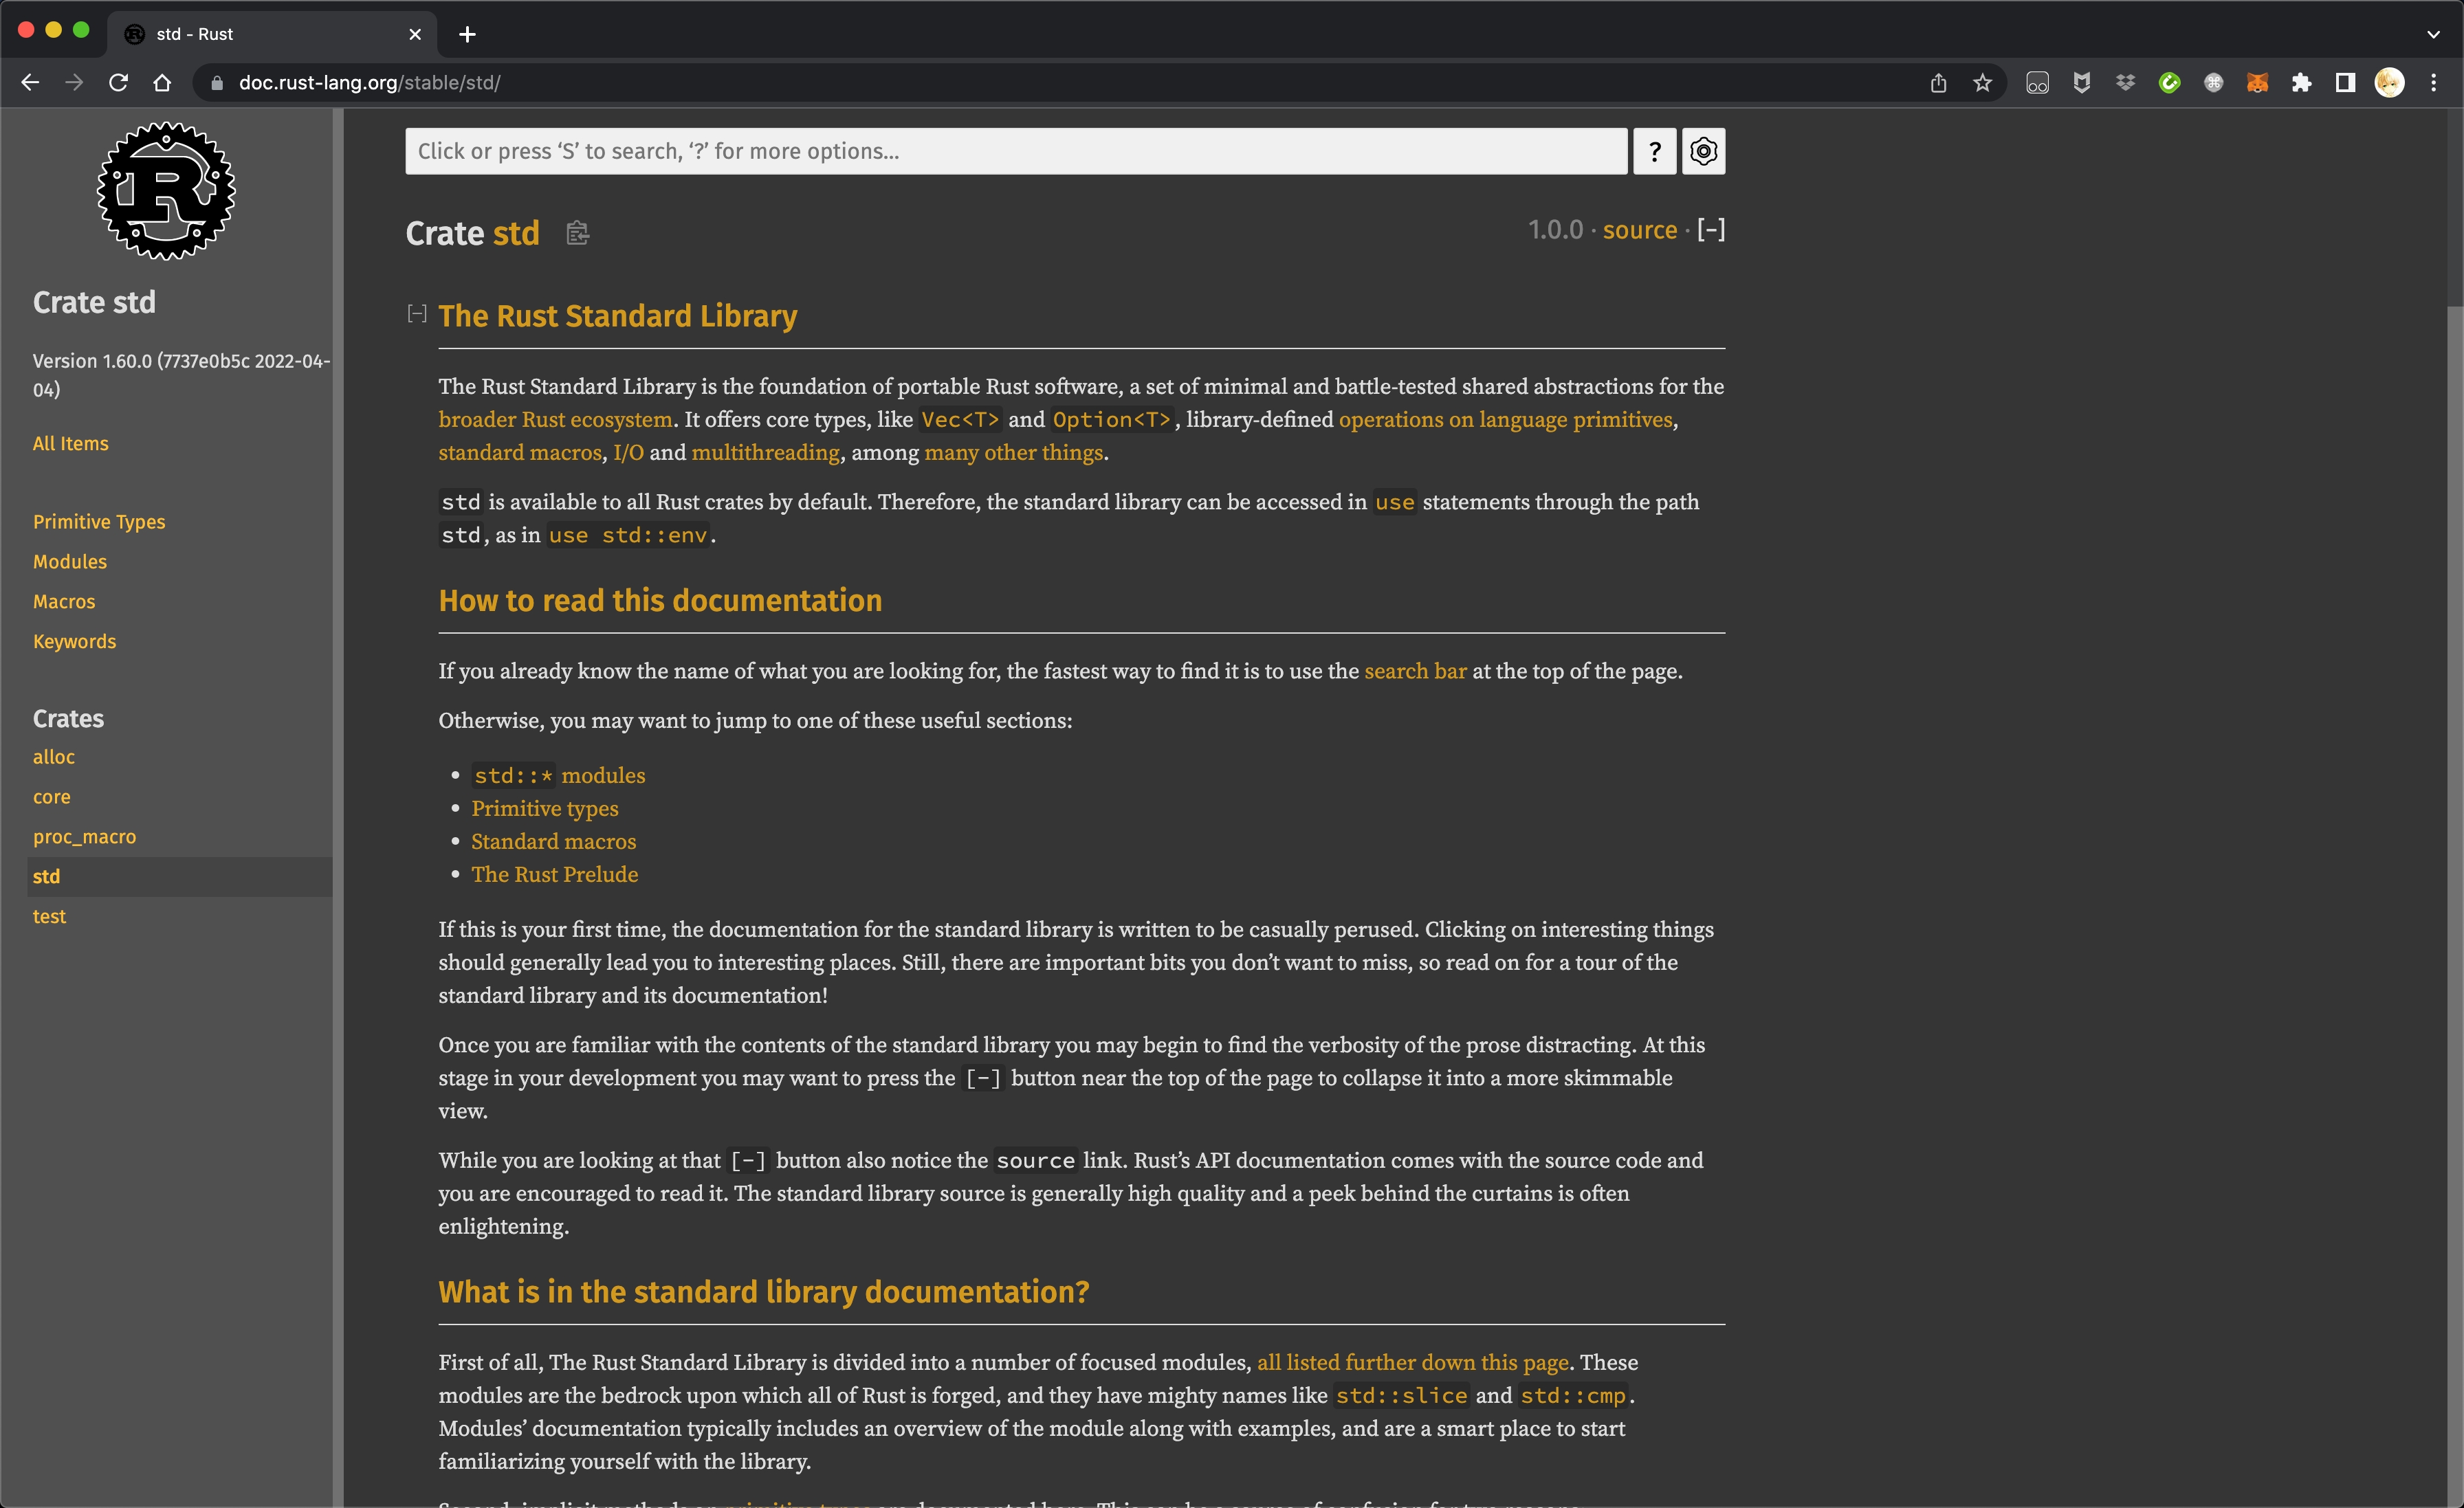 std - Rust
doc.rust-lang.org/stable/std/
Crate std
Version 1.60.0 (7737e0b5c 2022-04-
04)
All Items
Primitive Types
Modules
Macros
Keywords
Crates
alloc
core
proc_macro
std
test
Click or press ‘S’ to search, ‘?’ for more options…
?
Crate std
1.0.0 · source · [-]
[-] The Rust Standard Library
The Rust Standard Library is the foundation of portable Rust software, a set of minimal and battle-tested shared abstractions for the
broader Rust ecosystem. It offers core types, like Vec<T> and Option<T>, library-defined operations on language primitives,
standard macros, I/O and multithreading, among many other things.
std is available to all Rust crates by default. Therefore, the standard library can be accessed in use statements through the path
std, as in use std::env.
How to read this documentation
If you already know the name of what you are looking for, the fastest way to find it is to use the search bar at the top of the page.
Otherwise, you may want to jump to one of these useful sections:
• std::* modules
• Primitive types
• Standard macros
• The Rust Prelude
If this is your first time, the documentation for the standard library is written to be casually perused. Clicking on interesting things
should generally lead you to interesting places. Still, there are important bits you don’t want to miss, so read on for a tour of the
standard library and its documentation!
Once you are familiar with the contents of the standard library you may begin to find the verbosity of the prose distracting. At this
stage in your development you may want to press the [-] button near the top of the page to collapse it into a more skimmable
view.
While you are looking at that [-] button also notice the source link. Rust’s API documentation comes with the source code and
you are encouraged to read it. The standard library source is generally high quality and a peek behind the curtains is often
enlightening.
What is in the standard library documentation?
First of all, The Rust Standard Library is divided into a number of focused modules, all listed further down this page. These
modules are the bedrock upon which all of Rust is forged, and they have mighty names like std::slice and std::cmp.
Modules’ documentation typically includes an overview of the module along with examples, and are a smart place to start
familiarizing yourself with the library.